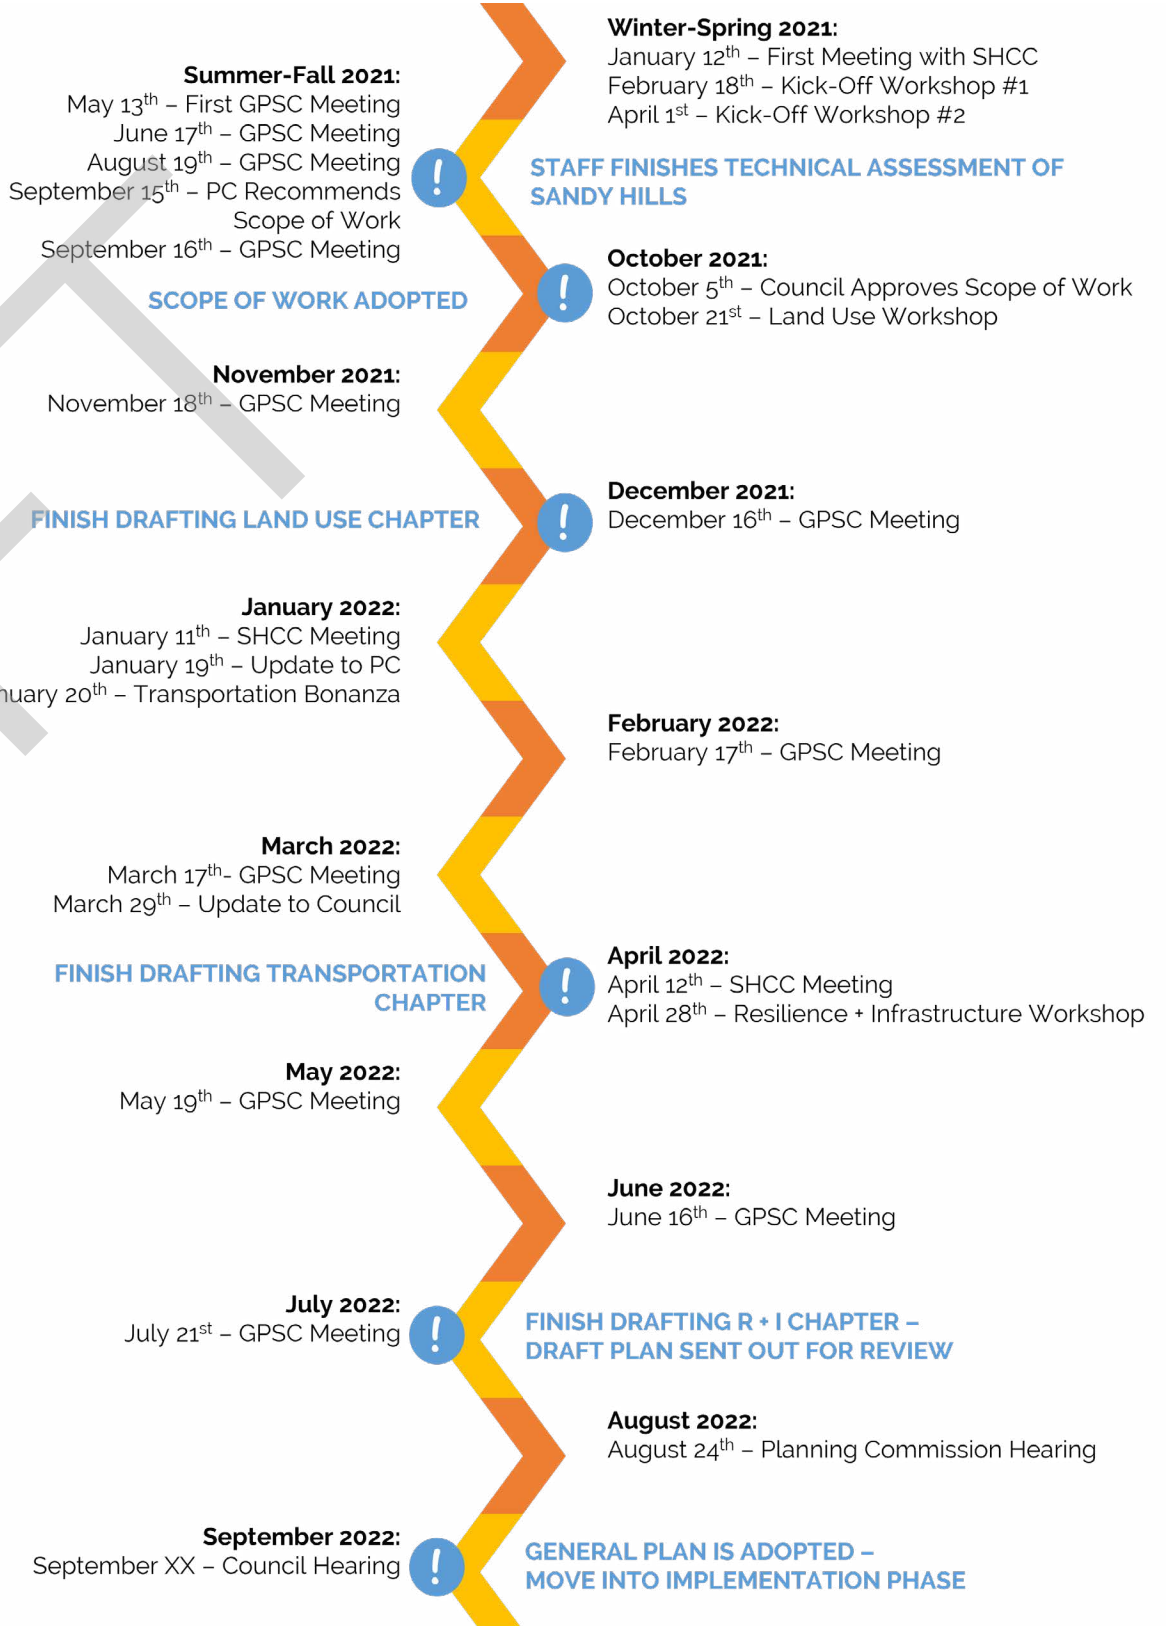 Winter-Spring 2021:
January 12th – First Meeting with SHCC
February 18th – Kick-Off Workshop #1
April 1st – Kick-Off Workshop #2
Summer-Fall 2021:
May 13th – First GPSC Meeting
June 17th – GPSC Meeting
August 19th – GPSC Meeting
September 15th – PC Recommends
Scope of Work
September 16th – GPSC Meeting
STAFF FINISHES TECHNICAL ASSESSMENT OF
SANDY HILLS
October 2021:
October 5th – Council Approves Scope of Work
October 21st – Land Use Workshop
SCOPE OF WORK ADOPTED
November 2021:
November 18th – GPSC Meeting
December 2021:
December 16th – GPSC Meeting
FINISH DRAFTING LAND USE CHAPTER
January 2022:
January 11th – SHCC Meeting
January 19th – Update to PC
nuary 20th – Transportation Bonanza
February 2022:
February 17th – GPSC Meeting
March 2022:
March 17th- GPSC Meeting
March 29th – Update to Council
April 2022:
April 12th – SHCC Meeting
April 28th – Resilience + Infrastructure Workshop
FINISH DRAFTING TRANSPORTATION
CHAPTER
May 2022:
May 19th – GPSC Meeting
June 2022:
June 16th – GPSC Meeting
July 2022:
July 21st – GPSC Meeting
FINISH DRAFTING R + I CHAPTER –
DRAFT PLAN SENT OUT FOR REVIEW
August 2022:
August 24th – Planning Commission Hearing
September 2022:
September XX – Council Hearing
GENERAL PLAN IS ADOPTED –
MOVE INTO IMPLEMENTATION PHASE